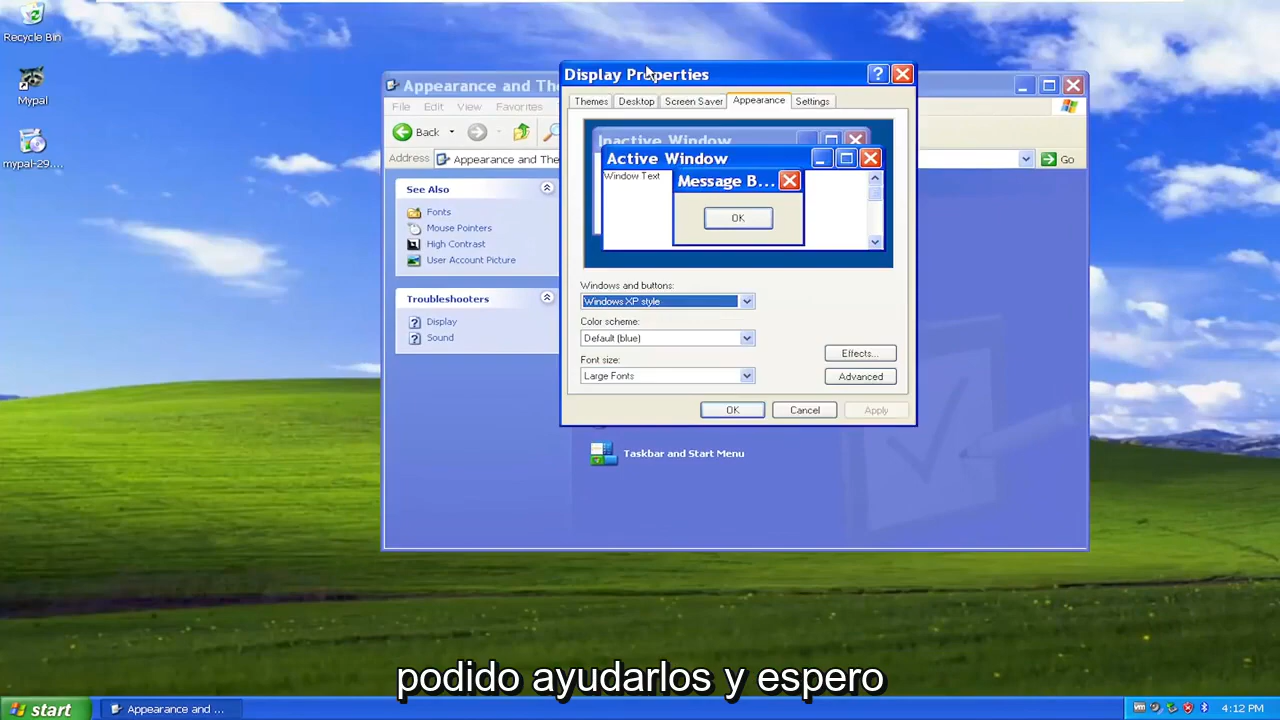 Recycle Bin
Mypal
mypal-29....
Appearance and The
File Edit View Favorites
Back
Address Appearance and The
Go
See Also
Fonts
Mouse Pointers
High Contrast
User Account Picture
Troubleshooters
Display
Sound
Taskbar and Start Menu
Display Properties
Themes Desktop Screen Saver Appearance Settings
Inactive Window
Active Window
Window Text
Message B...
OK
Windows and buttons:
Windows XP style
Color scheme:
Default (blue)
Font size:
Large Fonts
Effects...
Advanced
OK Cancel Apply
podido ayudarlos y espero
start
Appearance and ...
4:12 PM